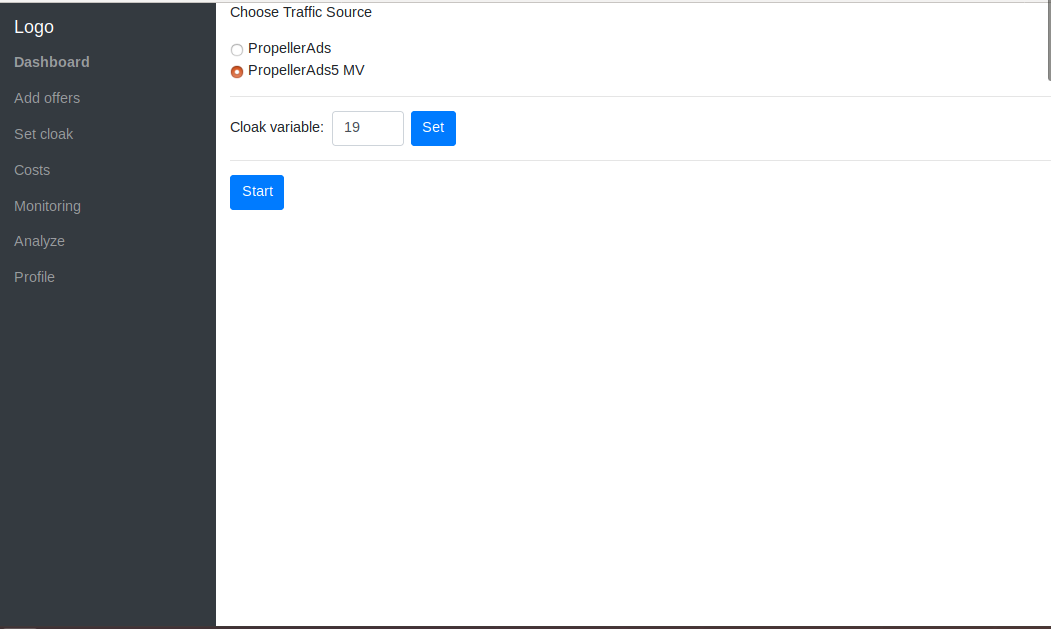 Logo
Dashboard
Add offers
Set cloak
Costs
Monitoring
Analyze
Profile
Choose Traffic Source
PropellerAds
PropellerAds5 MV
Cloak variable: 19 Set
Start